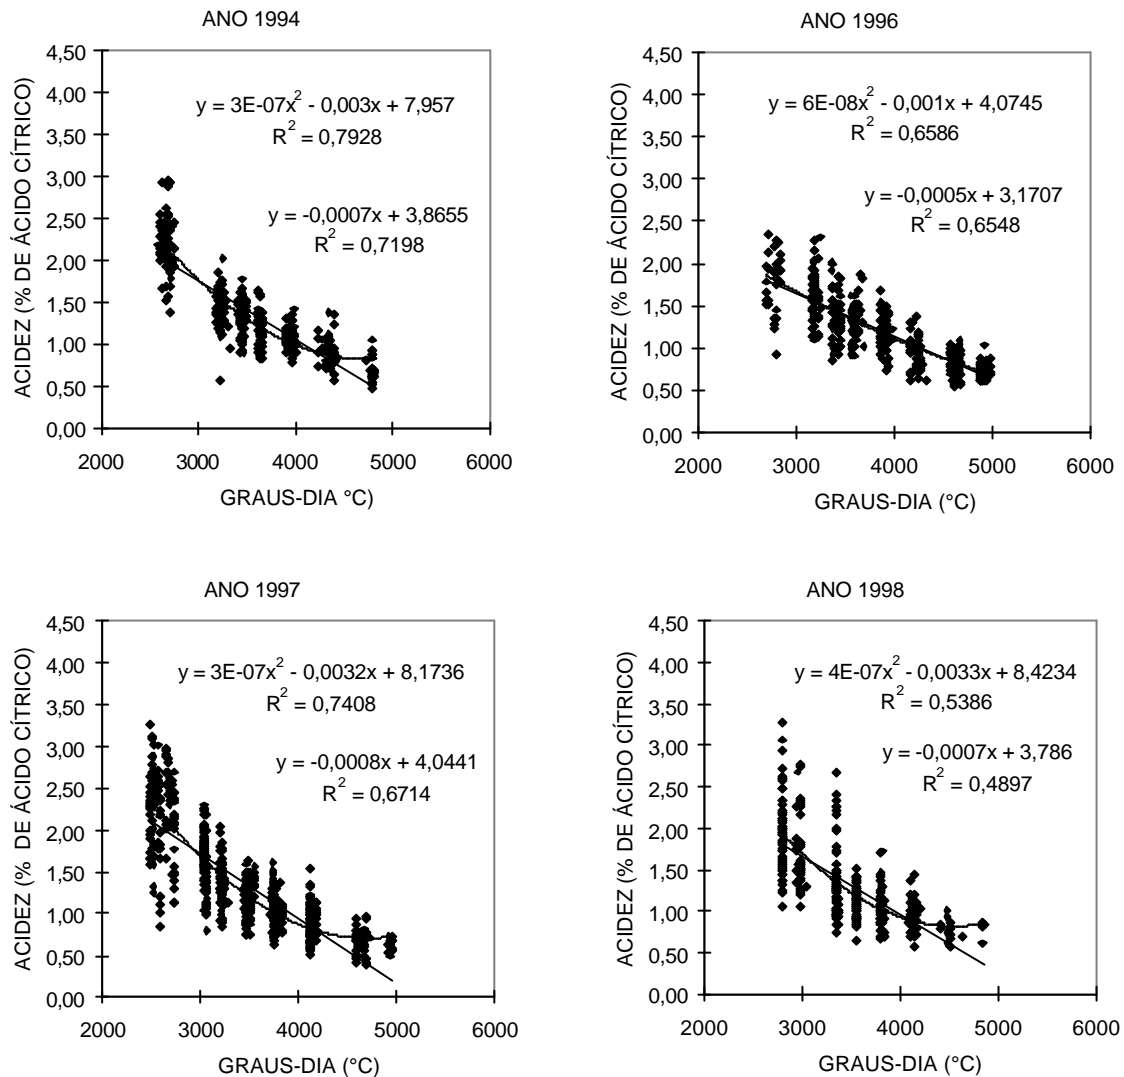 ANO 1994
4,50
4,00
3,50
3,00
2,50
2,00
1,50
1,00
0,50
0,00
ACIDEZ (% DE ÁCIDO CÍTRICO)
y = 3E-07x² - 0,003x + 7,957
R² = 0,7928
y = -0,0007x + 3,8655
R² = 0,7198
2000 3000 4000 5000 6000
GRAUS-DIA °C)
ANO 1996
4,50
4,00
3,50
3,00
2,50
2,00
1,50
1,00
0,50
0,00
ACIDEZ (% DE ÁCIDO CÍTRICO)
y = 6E-08x² - 0,001x + 4,0745
R² = 0,6586
y = -0,0005x + 3,1707
R² = 0,6548
2000 3000 4000 5000 6000
GRAUS-DIA (°C)
ANO 1997
4,50
4,00
3,50
3,00
2,50
2,00
1,50
1,00
0,50
0,00
ACIDEZ (% DE ÁCIDO CÍTRICO)
y = 3E-07x² - 0,0032x + 8,1736
R² = 0,7408
y = -0,0008x + 4,0441
R² = 0,6714
2000 3000 4000 5000 6000
GRAUS-DIA (°C)
ANO 1998
4,50
4,00
3,50
3,00
2,50
2,00
1,50
1,00
0,50
0,00
ACIDEZ (% DE ÁCIDO CÍTRICO)
y = 4E-07x² - 0,0033x + 8,4234
R² = 0,5386
y = -0,0007x + 3,786
R² = 0,4897
2000 3000 4000 5000 6000
GRAUS-DIA (°C)